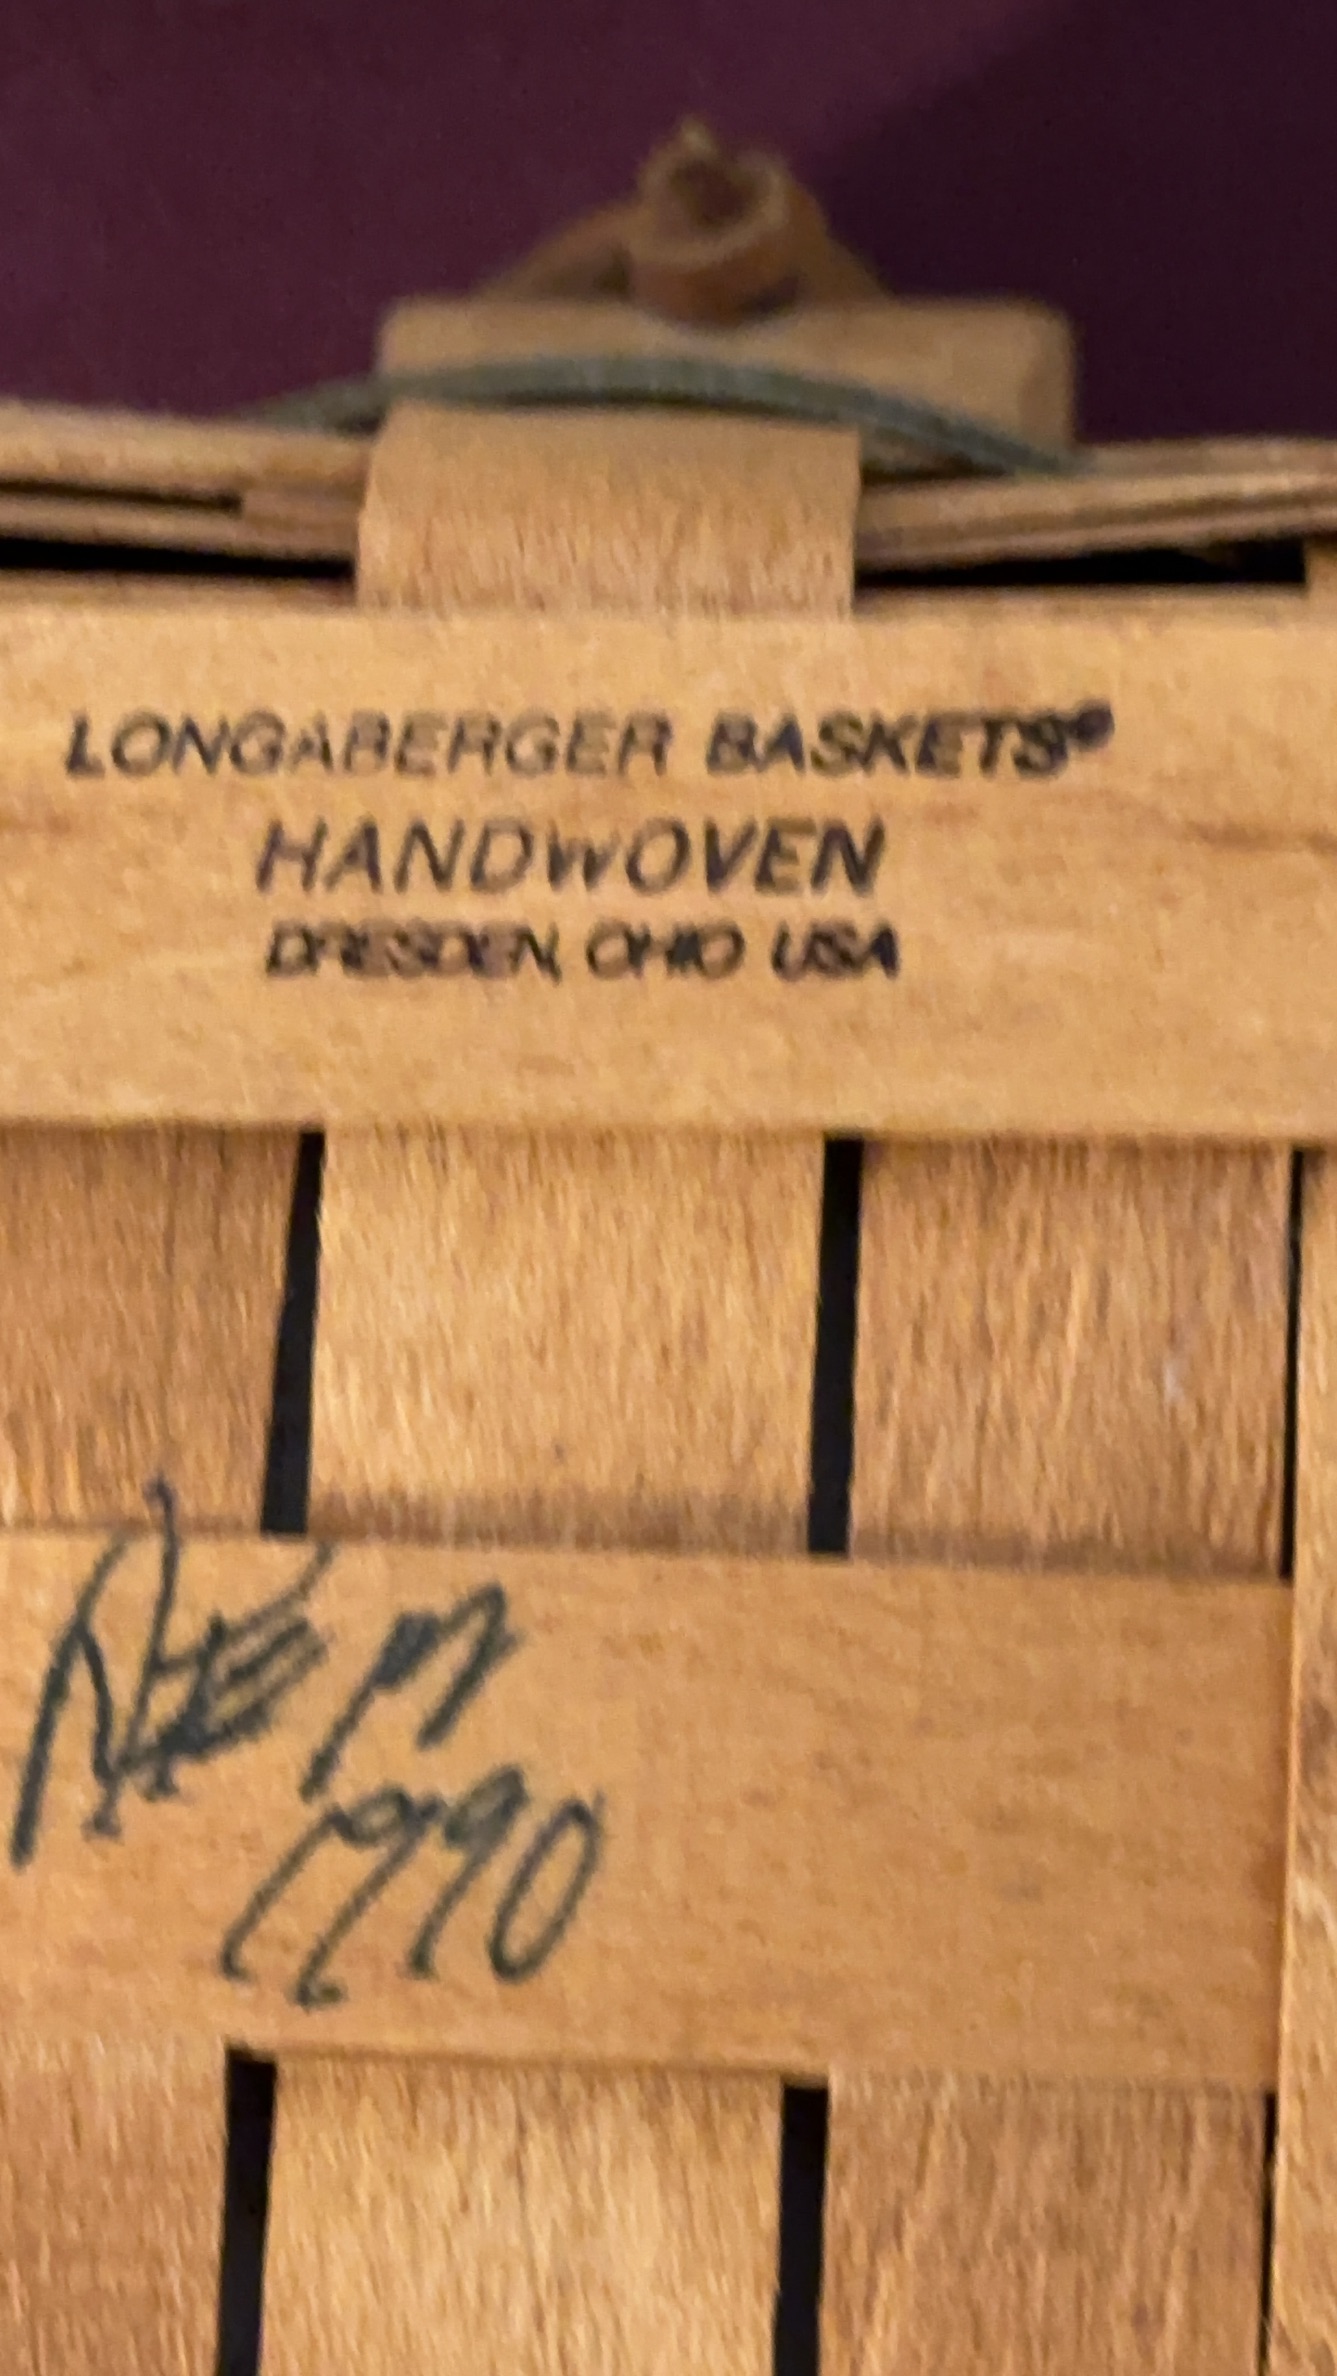 LONGABERGER BASKETS®
HANDWOVEN
DRESDEN, OHIO USA
1990